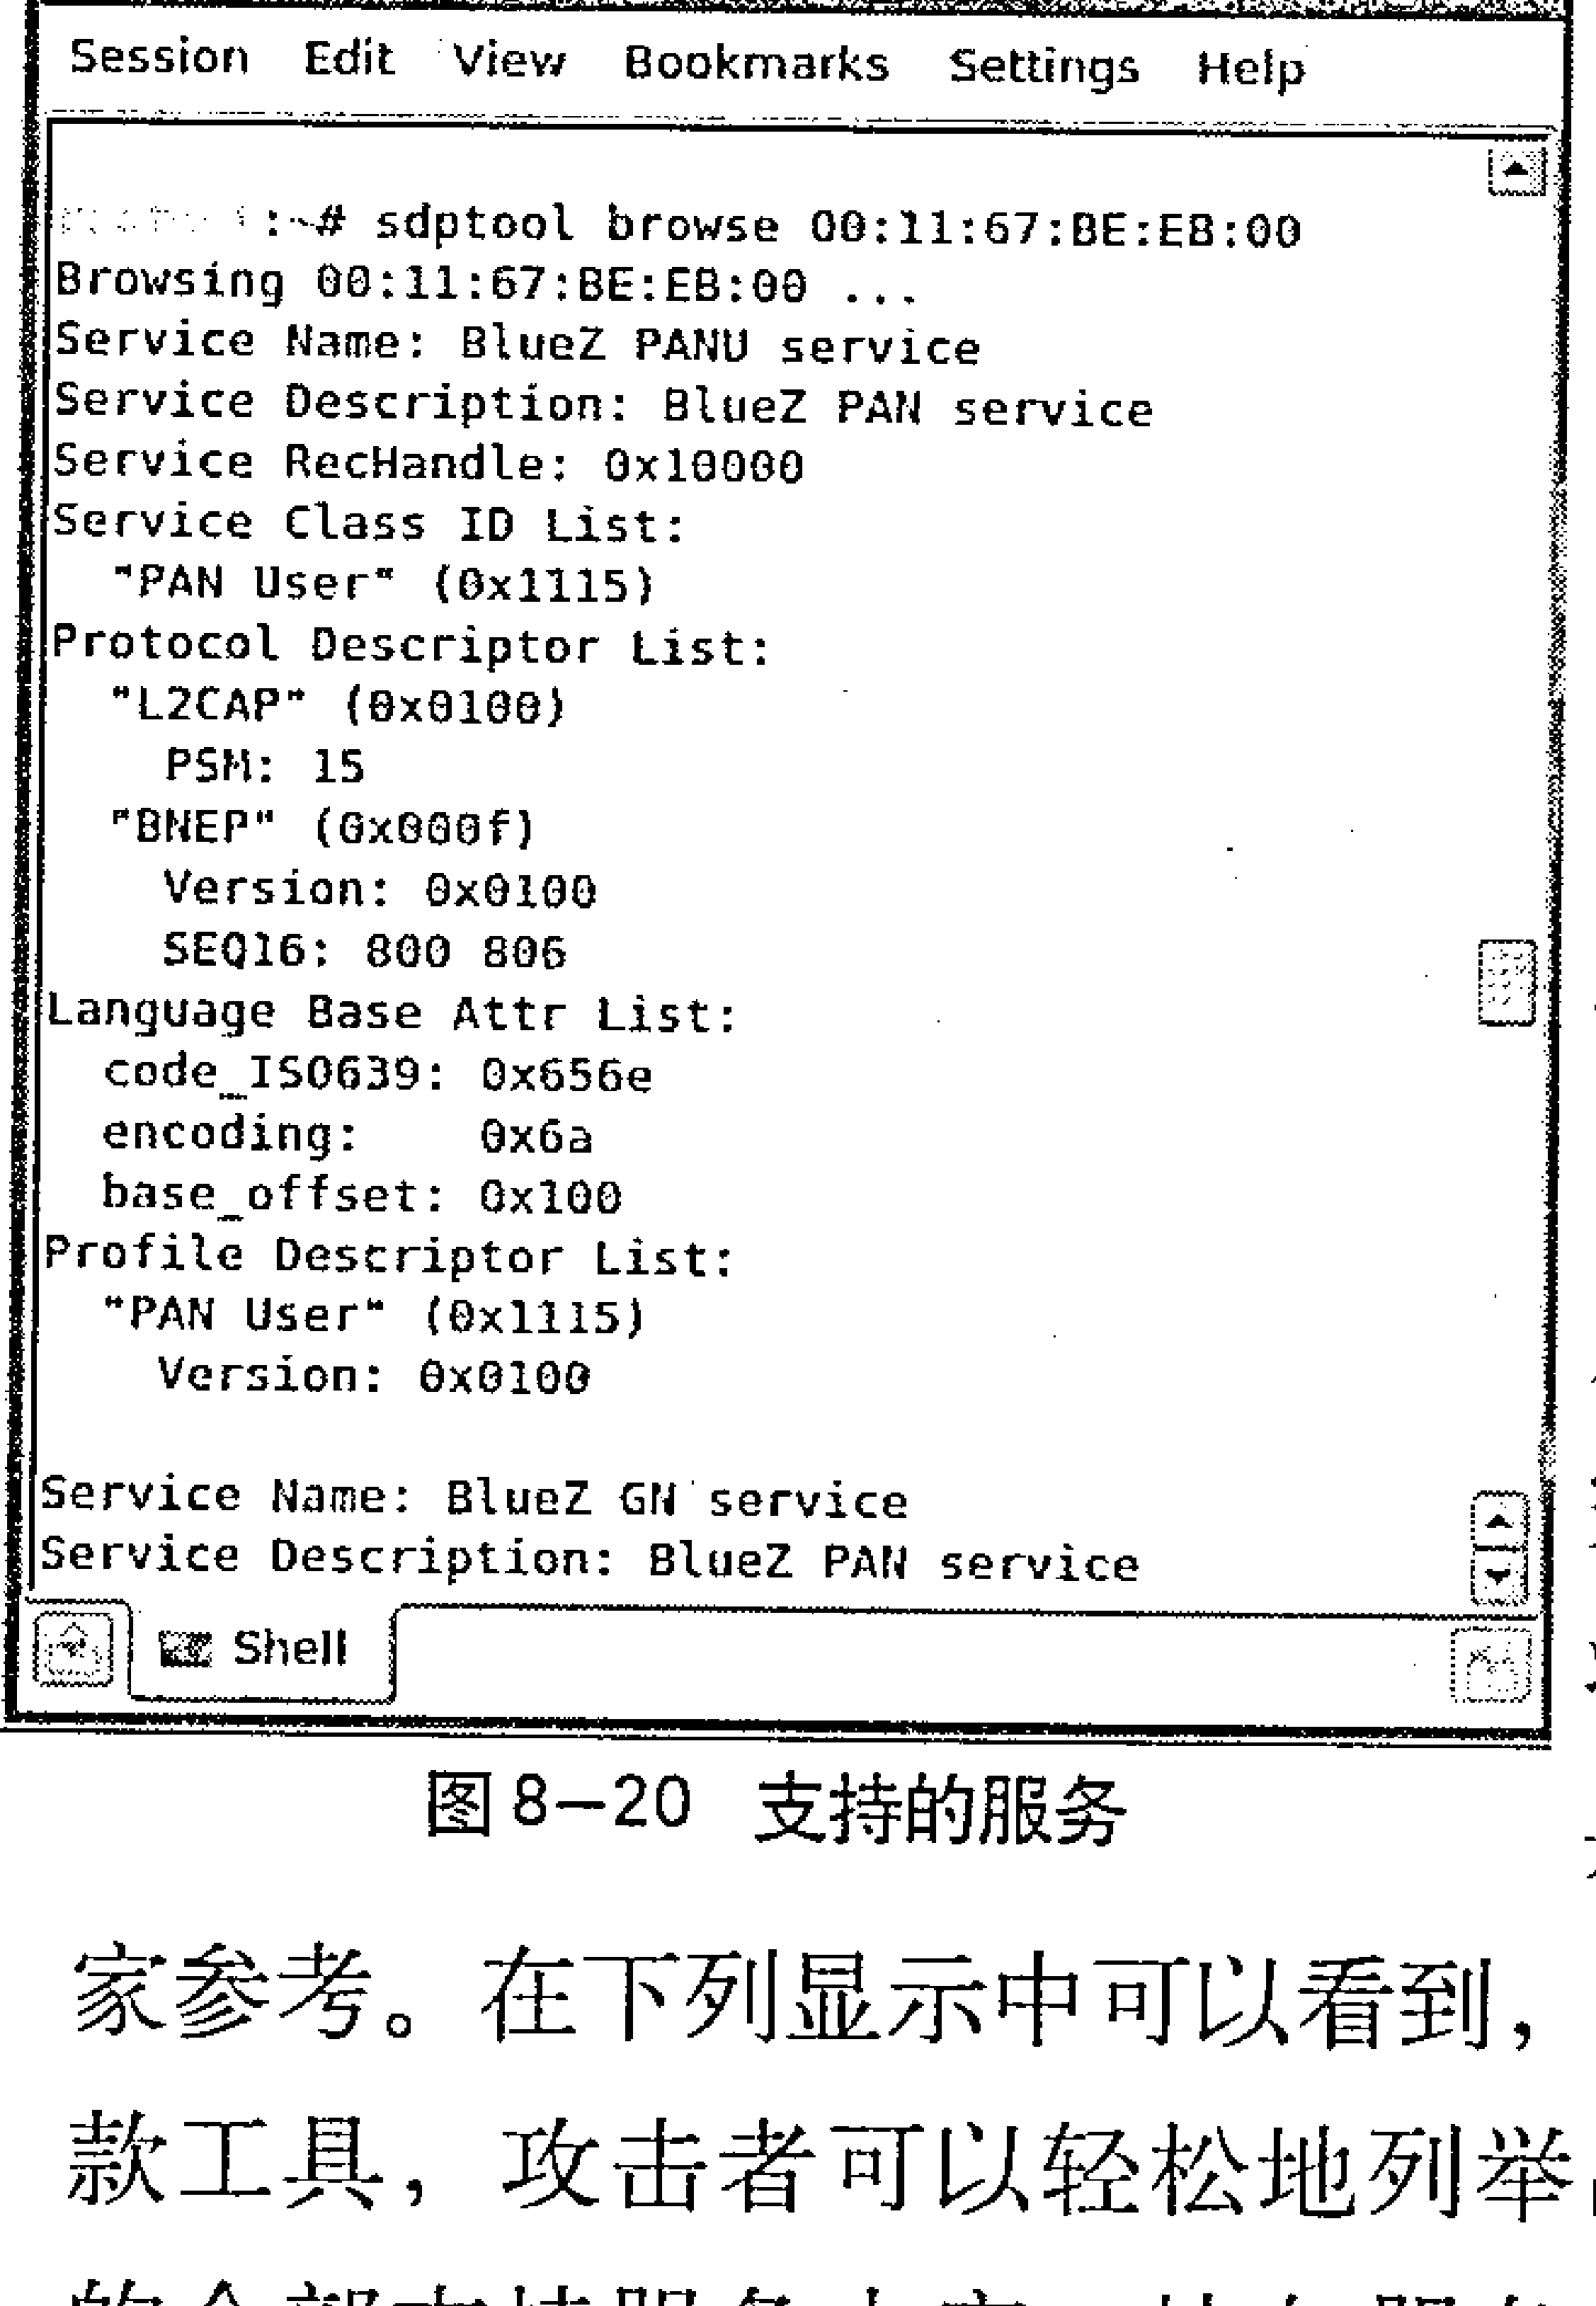 Session Edit View Bookmarks Settings Help
:~# sdptool browse 00:11:67:BE:EB:00
Browsing 00:11:67:BE:EB:00 ...
Service Name: BlueZ PANU service
Service Description: BlueZ PAN service
Service RecHandle: 0x10000
Service Class ID List:
"PAN User" (0x1115)
Protocol Descriptor List:
"L2CAP" (0x0100)
PSM: 15
"BNEP" (0x000f)
Version: 0x0100
SEQ16: 800 806
Language Base Attr List:
code_ISO639: 0x656e
encoding: 0x6a
base_offset: 0x100
Profile Descriptor List:
"PAN User" (0x1115)
Version: 0x0100
Service Name: BlueZ GN service
Service Description: BlueZ PAN service
Shell
图8-20 支持的服务
家参考。在下列显示中可以看到，
款工具，攻击者可以轻松地列举